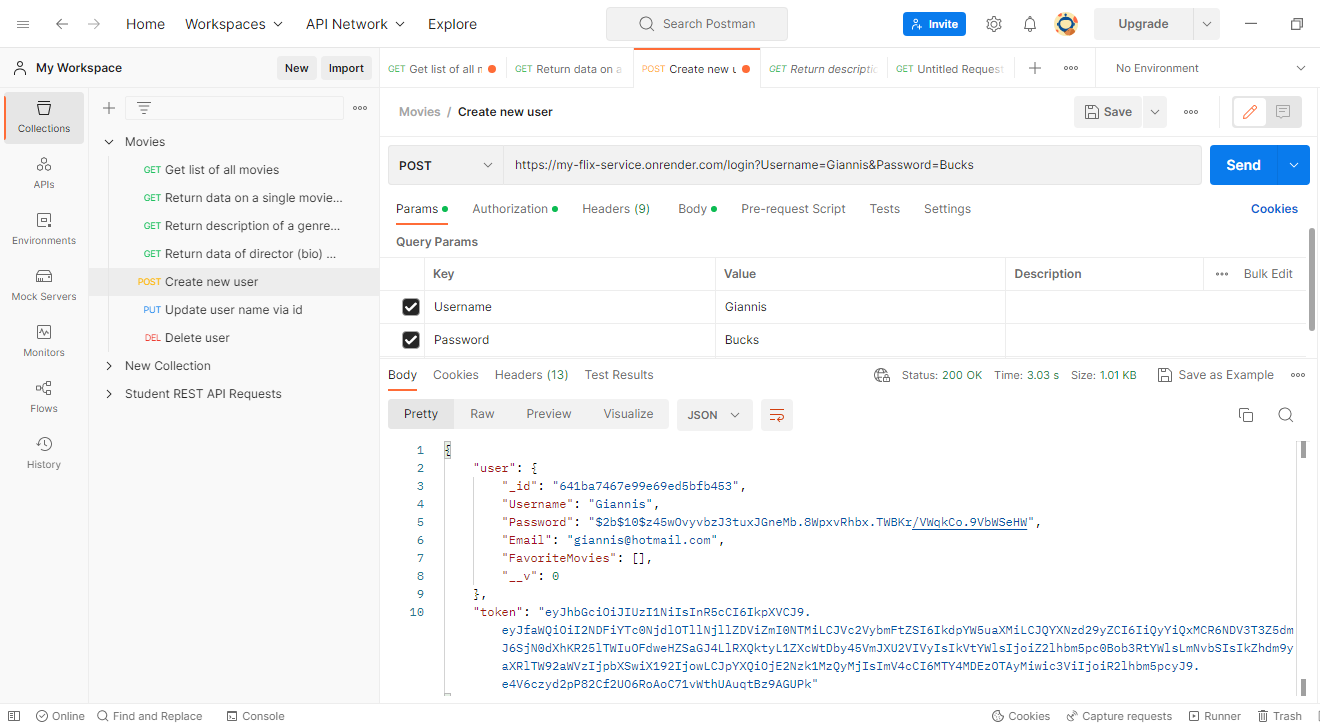 Home Workspaces API Network Explore Search Postman Invite Upgrade
My Workspace New Import GET Get list of all n GET Return data on a POST Create new u GET Return descriptic GET Untitled Request No Environment
Collections
APIs
Environments
Mock Servers
Monitors
Flows
History
Movies
GET Get list of all movies
GET Return data on a single movie...
GET Return description of a genre...
GET Return data of director (bio) ...
POST Create new user
PUT Update user name via id
DEL Delete user
New Collection
Student REST API Requests
Movies / Create new user Save
POST https://my-flix-service.onrender.com/login?Username=Giannis&Password=Bucks Send
Params Authorization Headers (9) Body Pre-request Script Tests Settings Cookies
Query Params
Key Value Description Bulk Edit
Username Giannis
Password Bucks
Body Cookies Headers (13) Test Results Status: 200 OK Time: 3.03 s Size: 1.01 KB Save as Example
Pretty Raw Preview Visualize JSON
1 {
2 "user": {
3 "_id": "641ba7467e99e69ed5bfb453",
4 "Username": "Giannis",
5 "Password": "$2b$10$z45wOvyvbzJ3tuxJGneMb.8WpxvRhbx.TWBKr/VWqkCo.9VbWSeHW",
6 "Email": "giannis@hotmail.com",
7 "FavoriteMovies": [],
8 "__v": 0
9 },
10 "token": "eyJhbGciOiJIUzI1NiIsInR5cCI6IkpXVCJ9.
eyJfaWQiOiI2NDFiYTc0NjdlOTllNjllZDViZmI0NTMiLCJVc2VybmFtZSI6IkdpYW5uaXMiLCJQYXNzd29yZCI6IiQyYiQxMCR6NDV3T3Z5dm
J6SjN0dXhKR25lTWIuOFdweHZSaGJ4LlRXQktyL1ZXcWtDby45VmJXU2VIVyIsIkVtYWlsIjoiZ2lhbm5pc0Bob3RtYWlsLmNvbSIsIkZhdm9y
aXRlTW92aWVzIjpbXSwiX192IjowLCJpYXQiOjE2Nzk1MzQyMjIsImV4cCI6MTY4MDEzOTAyMiwic3ViIjoiR2lhbm5pcyJ9.
e4V6czyd2pP82Cf2UO6RoAoC71vWthUAuqtBz9AGUPk"
Online Find and Replace Console Cookies Capture requests Runner Trash